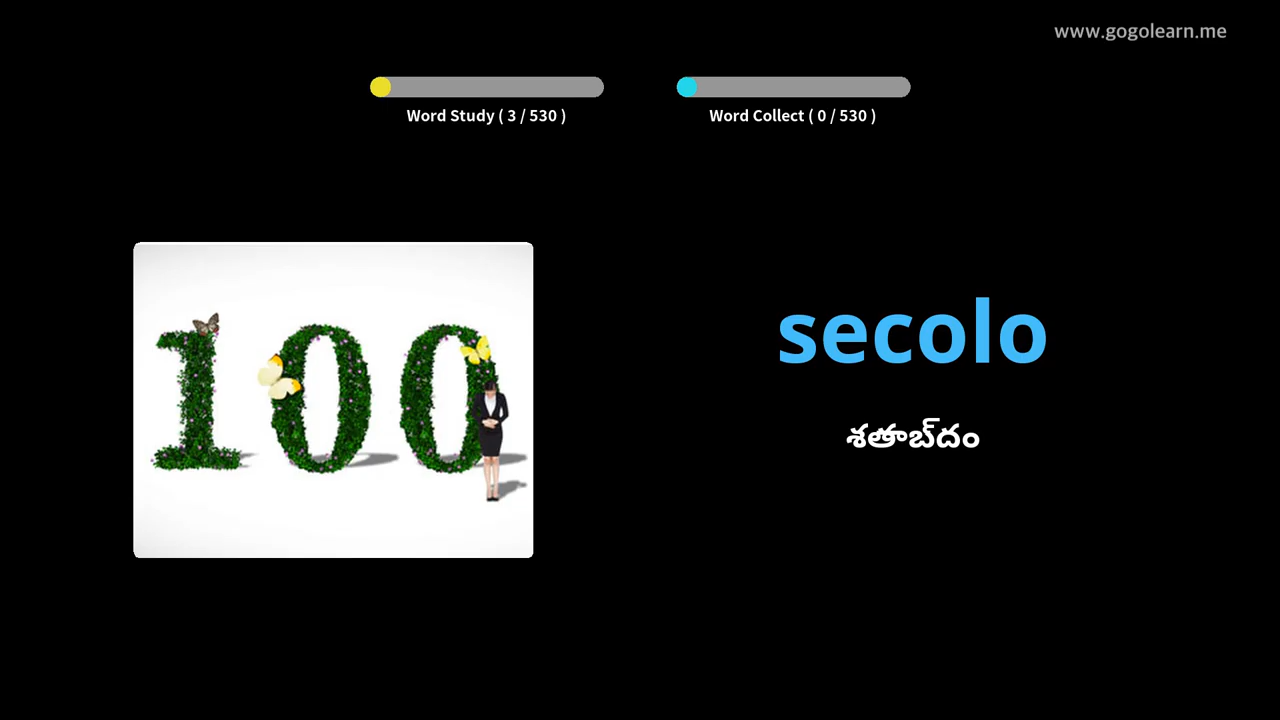 www.gogolearn.me
Word Study ( 3 / 530 )
Word Collect ( 0 / 530 )
100
secolo
శతాబ్‌దం